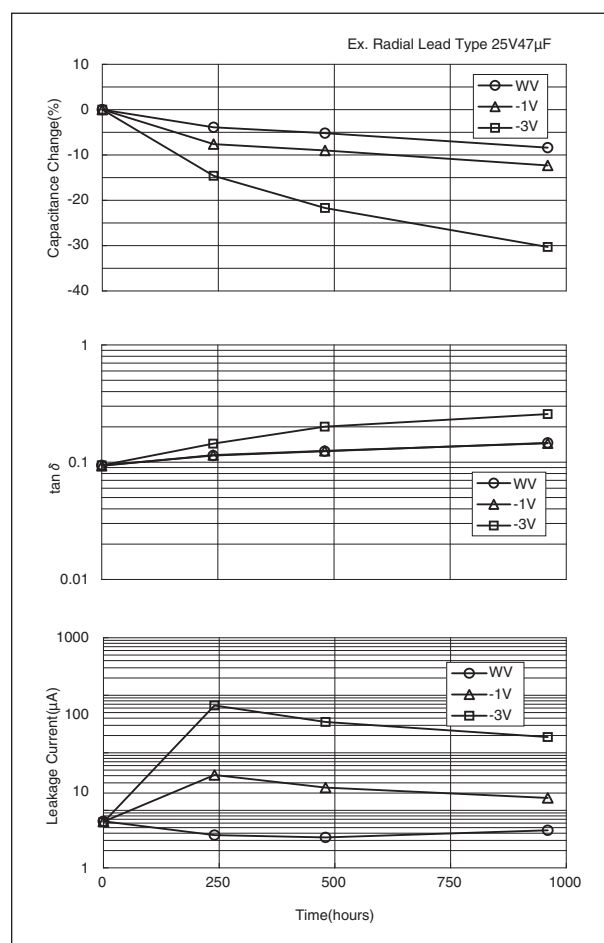 Ex. Radial Lead Type 25V47μF
Capacitance Change(%)
10
0
-10
-20
-30
-40
WV
-1V
-3V
tan δ
1
0.1
0.01
WV
-1V
-3V
Leakage Current(μA)
1000
100
10
1
WV
-1V
-3V
0
250
500
750
1000
Time(hours)